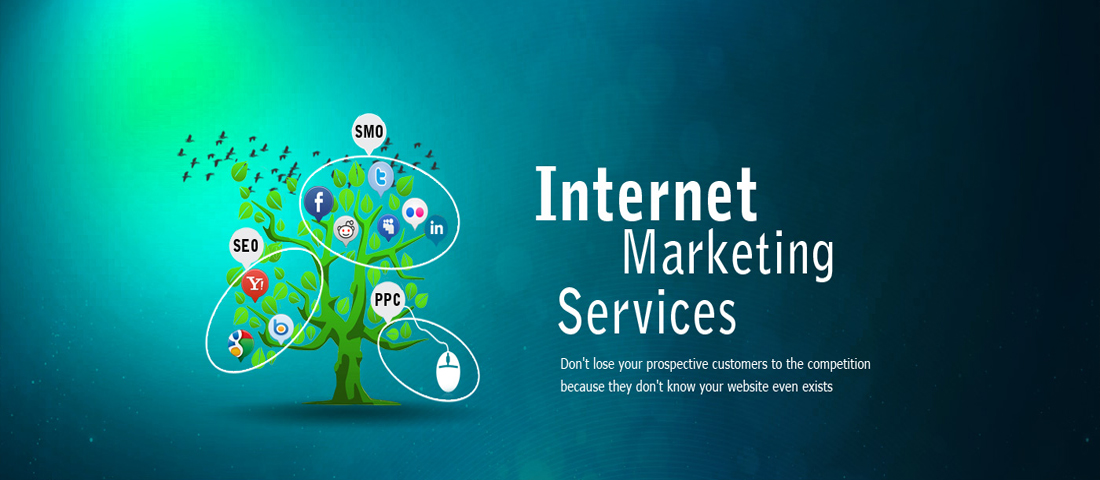 SMO
SEO
PPC
f
t
in
Y!
b
Internet
Marketing
Services
Don't lose your prospective customers to the competition
because they don't know your website even exists